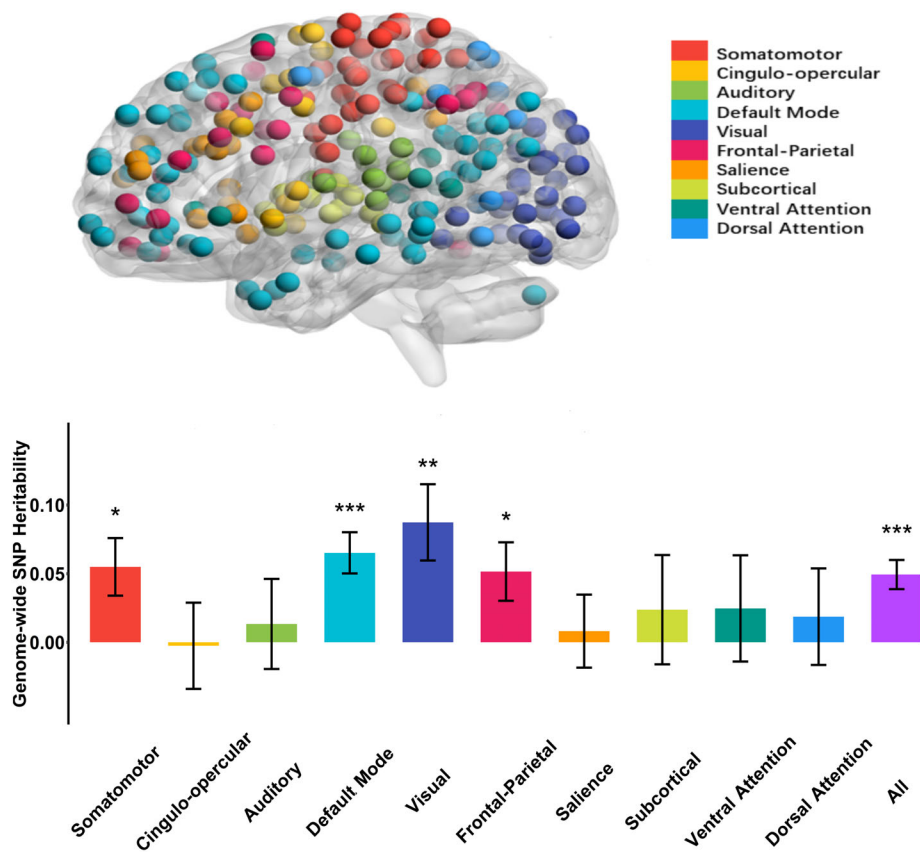 Somatomotor
Cingulo-opercular
Auditory
Default Mode
Visual
Frontal-Parietal
Salience
Subcortical
Ventral Attention
Dorsal Attention
Genome-wide SNP Heritability
0.10
0.05
0.00
*
***
**
*
***
Somatomotor
Cingulo-opercular
Auditory
Default Mode
Visual
Frontal-Parietal
Salience
Subcortical
Ventral Attention
Dorsal Attention
All